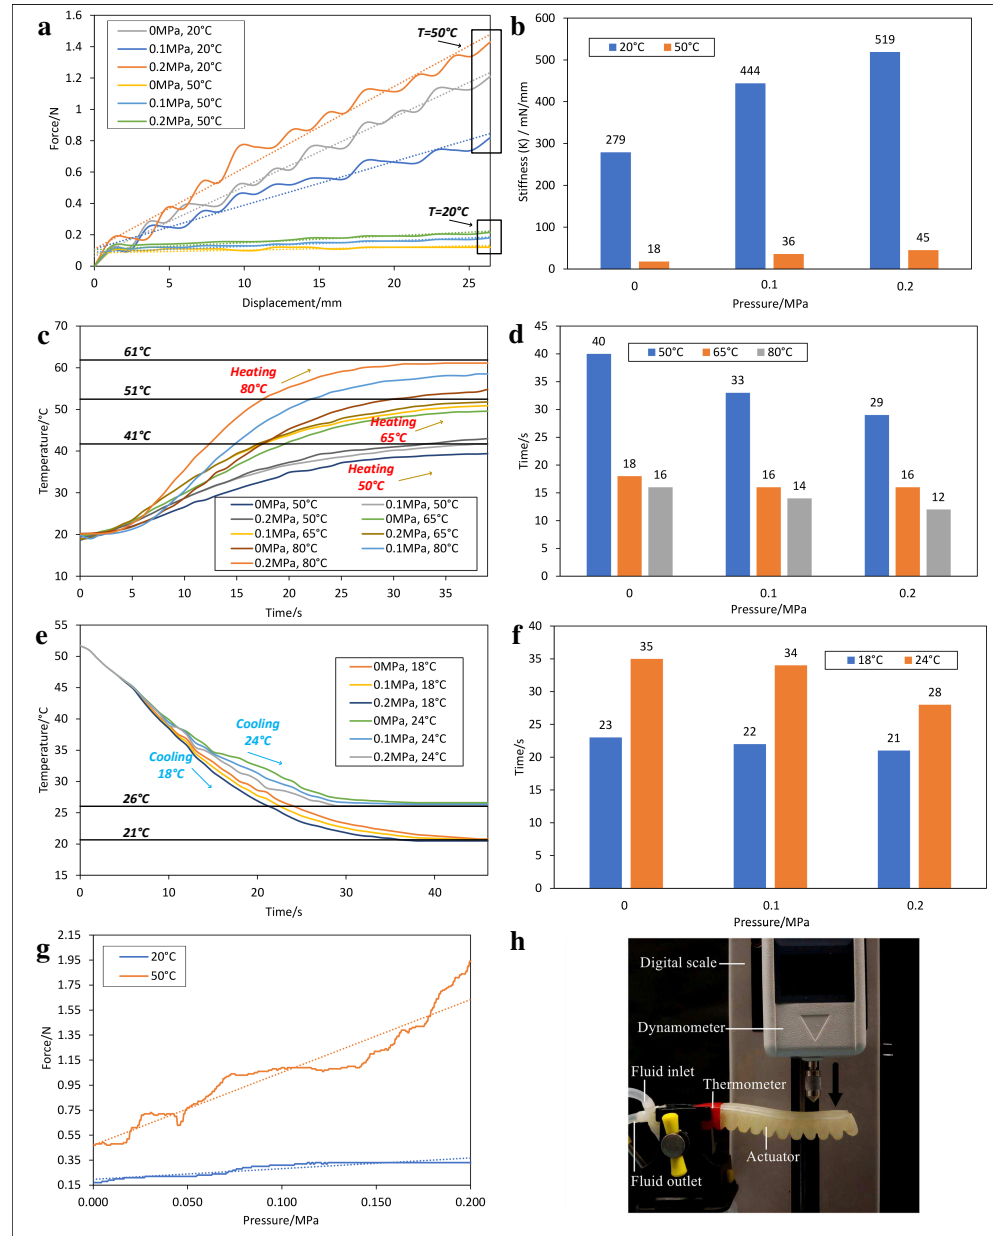 a
1.6
1.4
1.2
1
0.8
0.6
0.4
0.2
0
Force/N
0MPa, 20°C
0.1MPa, 20°C
0.2MPa, 20°C
0MPa, 50°C
0.1MPa, 50°C
0.2MPa, 50°C
T=50°C
T=20°C
0 5 10 15 20 25
Displacement/mm
b
600
500
400
300
200
100
0
Stiffness (K) / mN/mm
20°C 50°C
279 18 444 36 519 45
0 0.1 0.2
Pressure/MPa
c
70
60
50
40
30
20
10
Temperature/°C
61°C
51°C
41°C
Heating
80°C
Heating
65°C
Heating
50°C
0MPa, 50°C 0.1MPa, 50°C
0.2MPa, 50°C 0MPa, 65°C
0.1MPa, 65°C 0.2MPa, 65°C
0MPa, 80°C 0.1MPa, 80°C
0.2MPa, 80°C
0 5 10 15 20 25 30 35
Time/s
d
45
40
35
30
25
20
15
10
5
0
Time/s
50°C 65°C 80°C
40 18 16 33 16 14 29 16 12
0 0.1 0.2
Pressure/MPa
e
55
50
45
40
35
30
25
20
15
Temperature/°C
0MPa, 18°C
0.1MPa, 18°C
0.2MPa, 18°C
0MPa, 24°C
0.1MPa, 24°C
0.2MPa, 24°C
Cooling
24°C
Cooling
18°C
26°C
21°C
0 10 20 30 40
Time/s
f
40
35
30
25
20
15
10
5
0
Time/s
18°C 24°C
23 35 22 34 21 28
0 0.1 0.2
Pressure/MPa
g
2.15
1.95
1.75
1.55
1.35
1.15
0.95
0.75
0.55
0.35
0.15
Force/N
20°C
50°C
0.000 0.050 0.100 0.150 0.200
Pressure/MPa
h
Digital scale
Dynamometer
Fluid inlet
Thermometer
Actuator
Fluid outlet